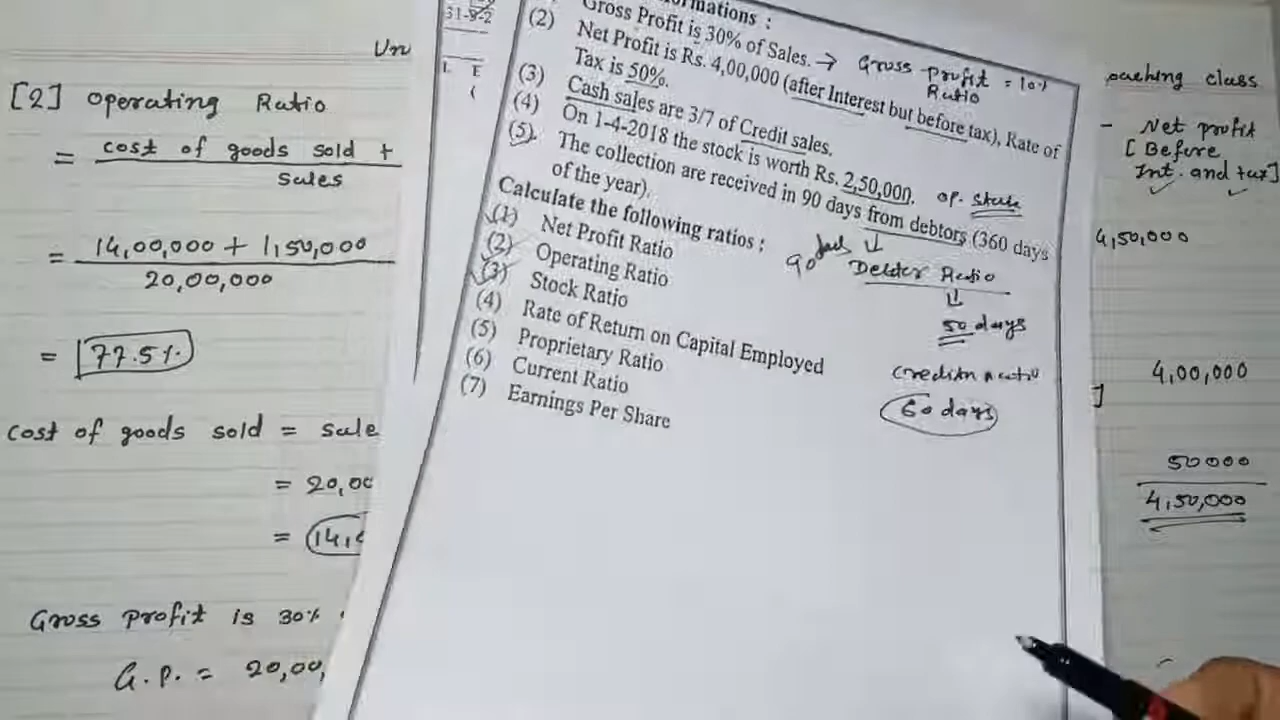 Un
[2] operating Ratio
= cost of goods sold +
sales
= 14,00,000 + 1,50,000
20,00,000
= 77.5%
cost of goods sold = sale
= 20,00
= 14,
Gross profit is 30%
G.P. = 20,00,
31-
L E
(
rmations :
Gross Profit is 30% of Sales. → Gross profit = 10%
Ratio
(2) Net Profit is Rs. 4,00,000 (after Interest but before tax), Rate of
Tax is 50%.
(3) Cash sales are 3/7 of Credit sales.
(4) On 1-4-2018 the stock is worth Rs. 2,50,000. op. stock
(5) The collection are received in 90 days from debtors (360 days
of the year).
Calculate the following ratios :
(1) Net Profit Ratio
(2) Operating Ratio
(3) Stock Ratio
(4) Rate of Return on Capital Employed
(5) Proprietary Ratio
(6) Current Ratio
(7) Earnings Per Share
90 days ↓
Debtor Ratio
↓
50 days
60 days
oaching class
- Net profit
[Before
Int. and tax]
4,50,000
] 4,00,000
50000
4,50,000